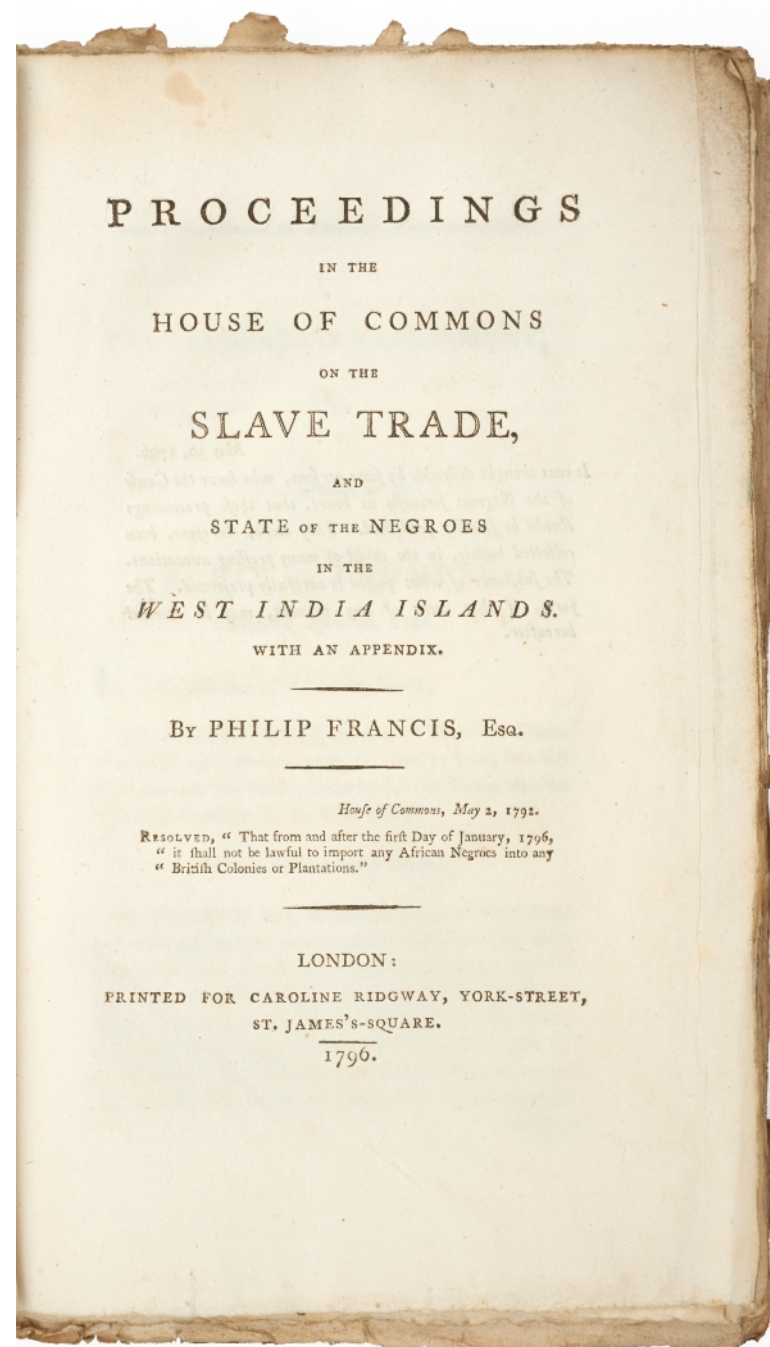 PROCEEDINGS
IN THE
HOUSE OF COMMONS
ON THE
SLAVE TRADE,
AND
STATE OF THE NEGROES
IN THE
WEST INDIA ISLANDS.
WITH AN APPENDIX.
By PHILIP FRANCIS, Esq.
Houſe of Commons, May 2, 1792.
RESOLVED, “ That from and after the firſt Day of January, 1796,
“ it ſhall not be lawful to import any African Negroes into any
“ Britiſh Colonies or Plantations.”
LONDON:
PRINTED FOR CAROLINE RIDGWAY, YORK-STREET,
ST. JAMES’S-SQUARE.
1796.